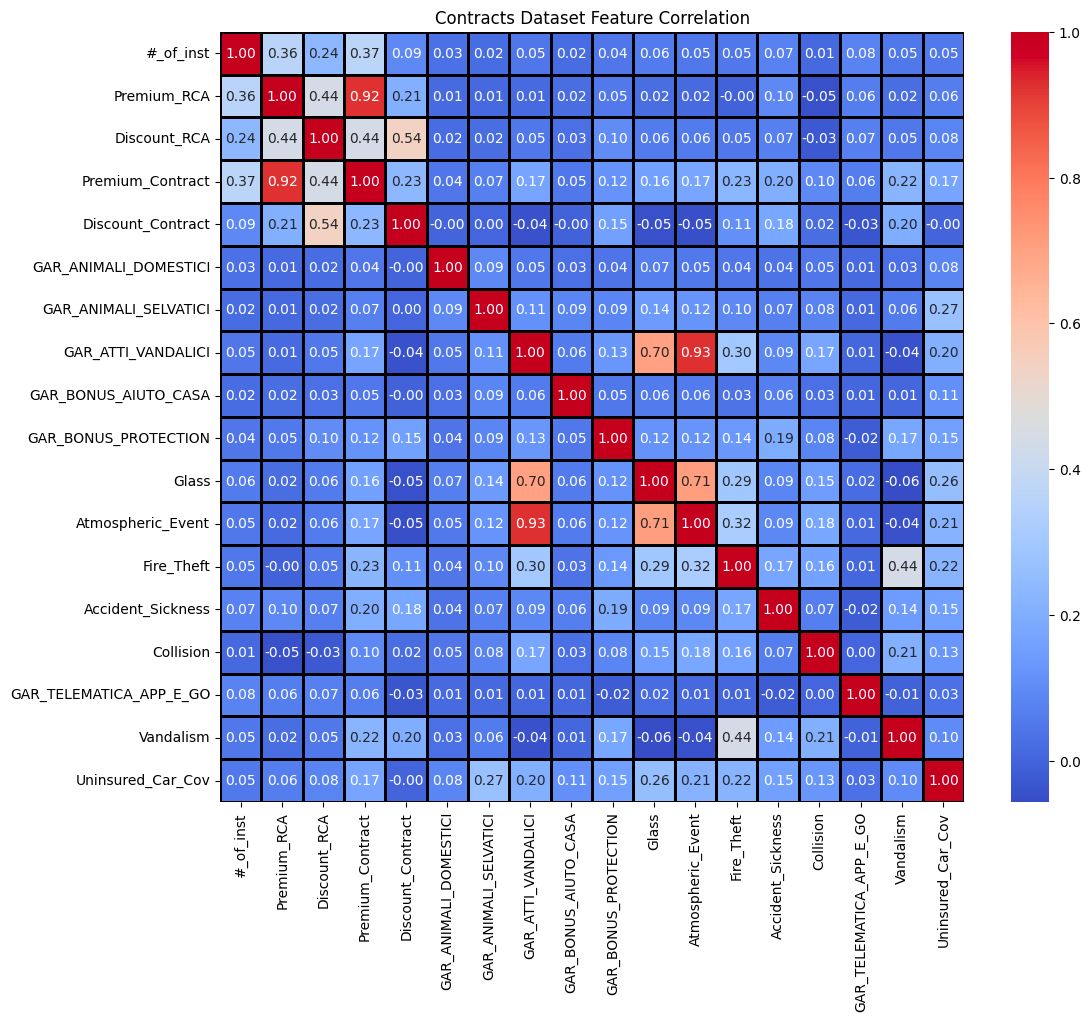 Contracts Dataset Feature Correlation
#_of_inst 1.00 0.36 0.24 0.37 0.09 0.03 0.02 0.05 0.02 0.04 0.06 0.05 0.05 0.07 0.01 0.08 0.05 0.05
Premium_RCA 0.36 1.00 0.44 0.92 0.21 0.01 0.01 0.01 0.02 0.05 0.02 0.02 -0.00 0.10 -0.05 0.06 0.02 0.06
Discount_RCA 0.24 0.44 1.00 0.44 0.54 0.02 0.02 0.05 0.03 0.10 0.06 0.06 0.05 0.07 -0.03 0.07 0.05 0.08
Premium_Contract 0.37 0.92 0.44 1.00 0.23 0.04 0.07 0.17 0.05 0.12 0.16 0.17 0.23 0.20 0.10 0.06 0.22 0.17
Discount_Contract 0.09 0.21 0.54 0.23 1.00 -0.00 0.00 -0.04 -0.00 0.15 -0.05 -0.05 0.11 0.18 0.02 -0.03 0.20 -0.00
GAR_ANIMALI_DOMESTICI 0.03 0.01 0.02 0.04 -0.00 1.00 0.09 0.05 0.03 0.04 0.07 0.05 0.04 0.04 0.05 0.01 0.03 0.08
GAR_ANIMALI_SELVATICI 0.02 0.01 0.02 0.07 0.00 0.09 1.00 0.11 0.09 0.09 0.14 0.12 0.10 0.07 0.08 0.01 0.06 0.27
GAR_ATTI_VANDALICI 0.05 0.01 0.05 0.17 -0.04 0.05 0.11 1.00 0.06 0.13 0.70 0.93 0.30 0.09 0.17 0.01 -0.04 0.20
GAR_BONUS_AIUTO_CASA 0.02 0.02 0.03 0.05 -0.00 0.03 0.09 0.06 1.00 0.05 0.06 0.06 0.03 0.06 0.03 0.01 0.01 0.11
GAR_BONUS_PROTECTION 0.04 0.05 0.10 0.12 0.15 0.04 0.09 0.13 0.05 1.00 0.12 0.12 0.14 0.19 0.08 -0.02 0.17 0.15
Glass 0.06 0.02 0.06 0.16 -0.05 0.07 0.14 0.70 0.06 0.12 1.00 0.71 0.29 0.09 0.15 0.02 -0.06 0.26
Atmospheric_Event 0.05 0.02 0.06 0.17 -0.05 0.05 0.12 0.93 0.06 0.12 0.71 1.00 0.32 0.09 0.18 0.01 -0.04 0.21
Fire_Theft 0.05 -0.00 0.05 0.23 0.11 0.04 0.10 0.30 0.03 0.14 0.29 0.32 1.00 0.17 0.16 0.01 0.44 0.22
Accident_Sickness 0.07 0.10 0.07 0.20 0.18 0.04 0.07 0.09 0.06 0.19 0.09 0.09 0.17 1.00 0.07 -0.02 0.14 0.15
Collision 0.01 -0.05 -0.03 0.10 0.02 0.05 0.08 0.17 0.03 0.08 0.15 0.18 0.16 0.07 1.00 0.00 0.21 0.13
GAR_TELEMATICA_APP_E_GO 0.08 0.06 0.07 0.06 -0.03 0.01 0.01 0.01 0.01 -0.02 0.02 0.01 0.01 -0.02 0.00 1.00 -0.01 0.03
Vandalism 0.05 0.02 0.05 0.22 0.20 0.03 0.06 -0.04 0.01 0.17 -0.06 -0.04 0.44 0.14 0.21 -0.01 1.00 0.10
Uninsured_Car_Cov 0.05 0.06 0.08 0.17 -0.00 0.08 0.27 0.20 0.11 0.15 0.26 0.21 0.22 0.15 0.13 0.03 0.10 1.00
#_of_inst
Premium_RCA
Discount_RCA
Premium_Contract
Discount_Contract
GAR_ANIMALI_DOMESTICI
GAR_ANIMALI_SELVATICI
GAR_ATTI_VANDALICI
GAR_BONUS_AIUTO_CASA
GAR_BONUS_PROTECTION
Glass
Atmospheric_Event
Fire_Theft
Accident_Sickness
Collision
GAR_TELEMATICA_APP_E_GO
Vandalism
Uninsured_Car_Cov
1.0
0.8
0.6
0.4
0.2
0.0